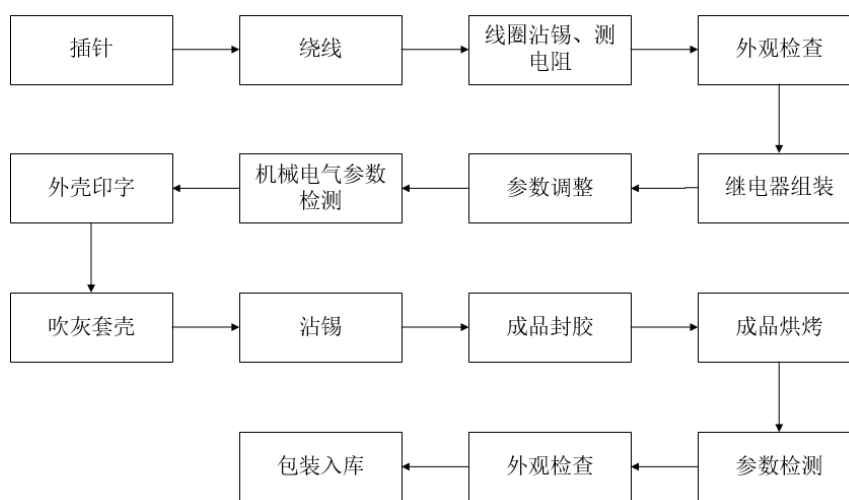 插针
绕线
线圈沾锡、测
电阻
外观检查
外壳印字
机械电气参数
检测
参数调整
继电器组装
吹灰套壳
沾锡
成品封胶
成品烘烤
包装入库
外观检查
参数检测